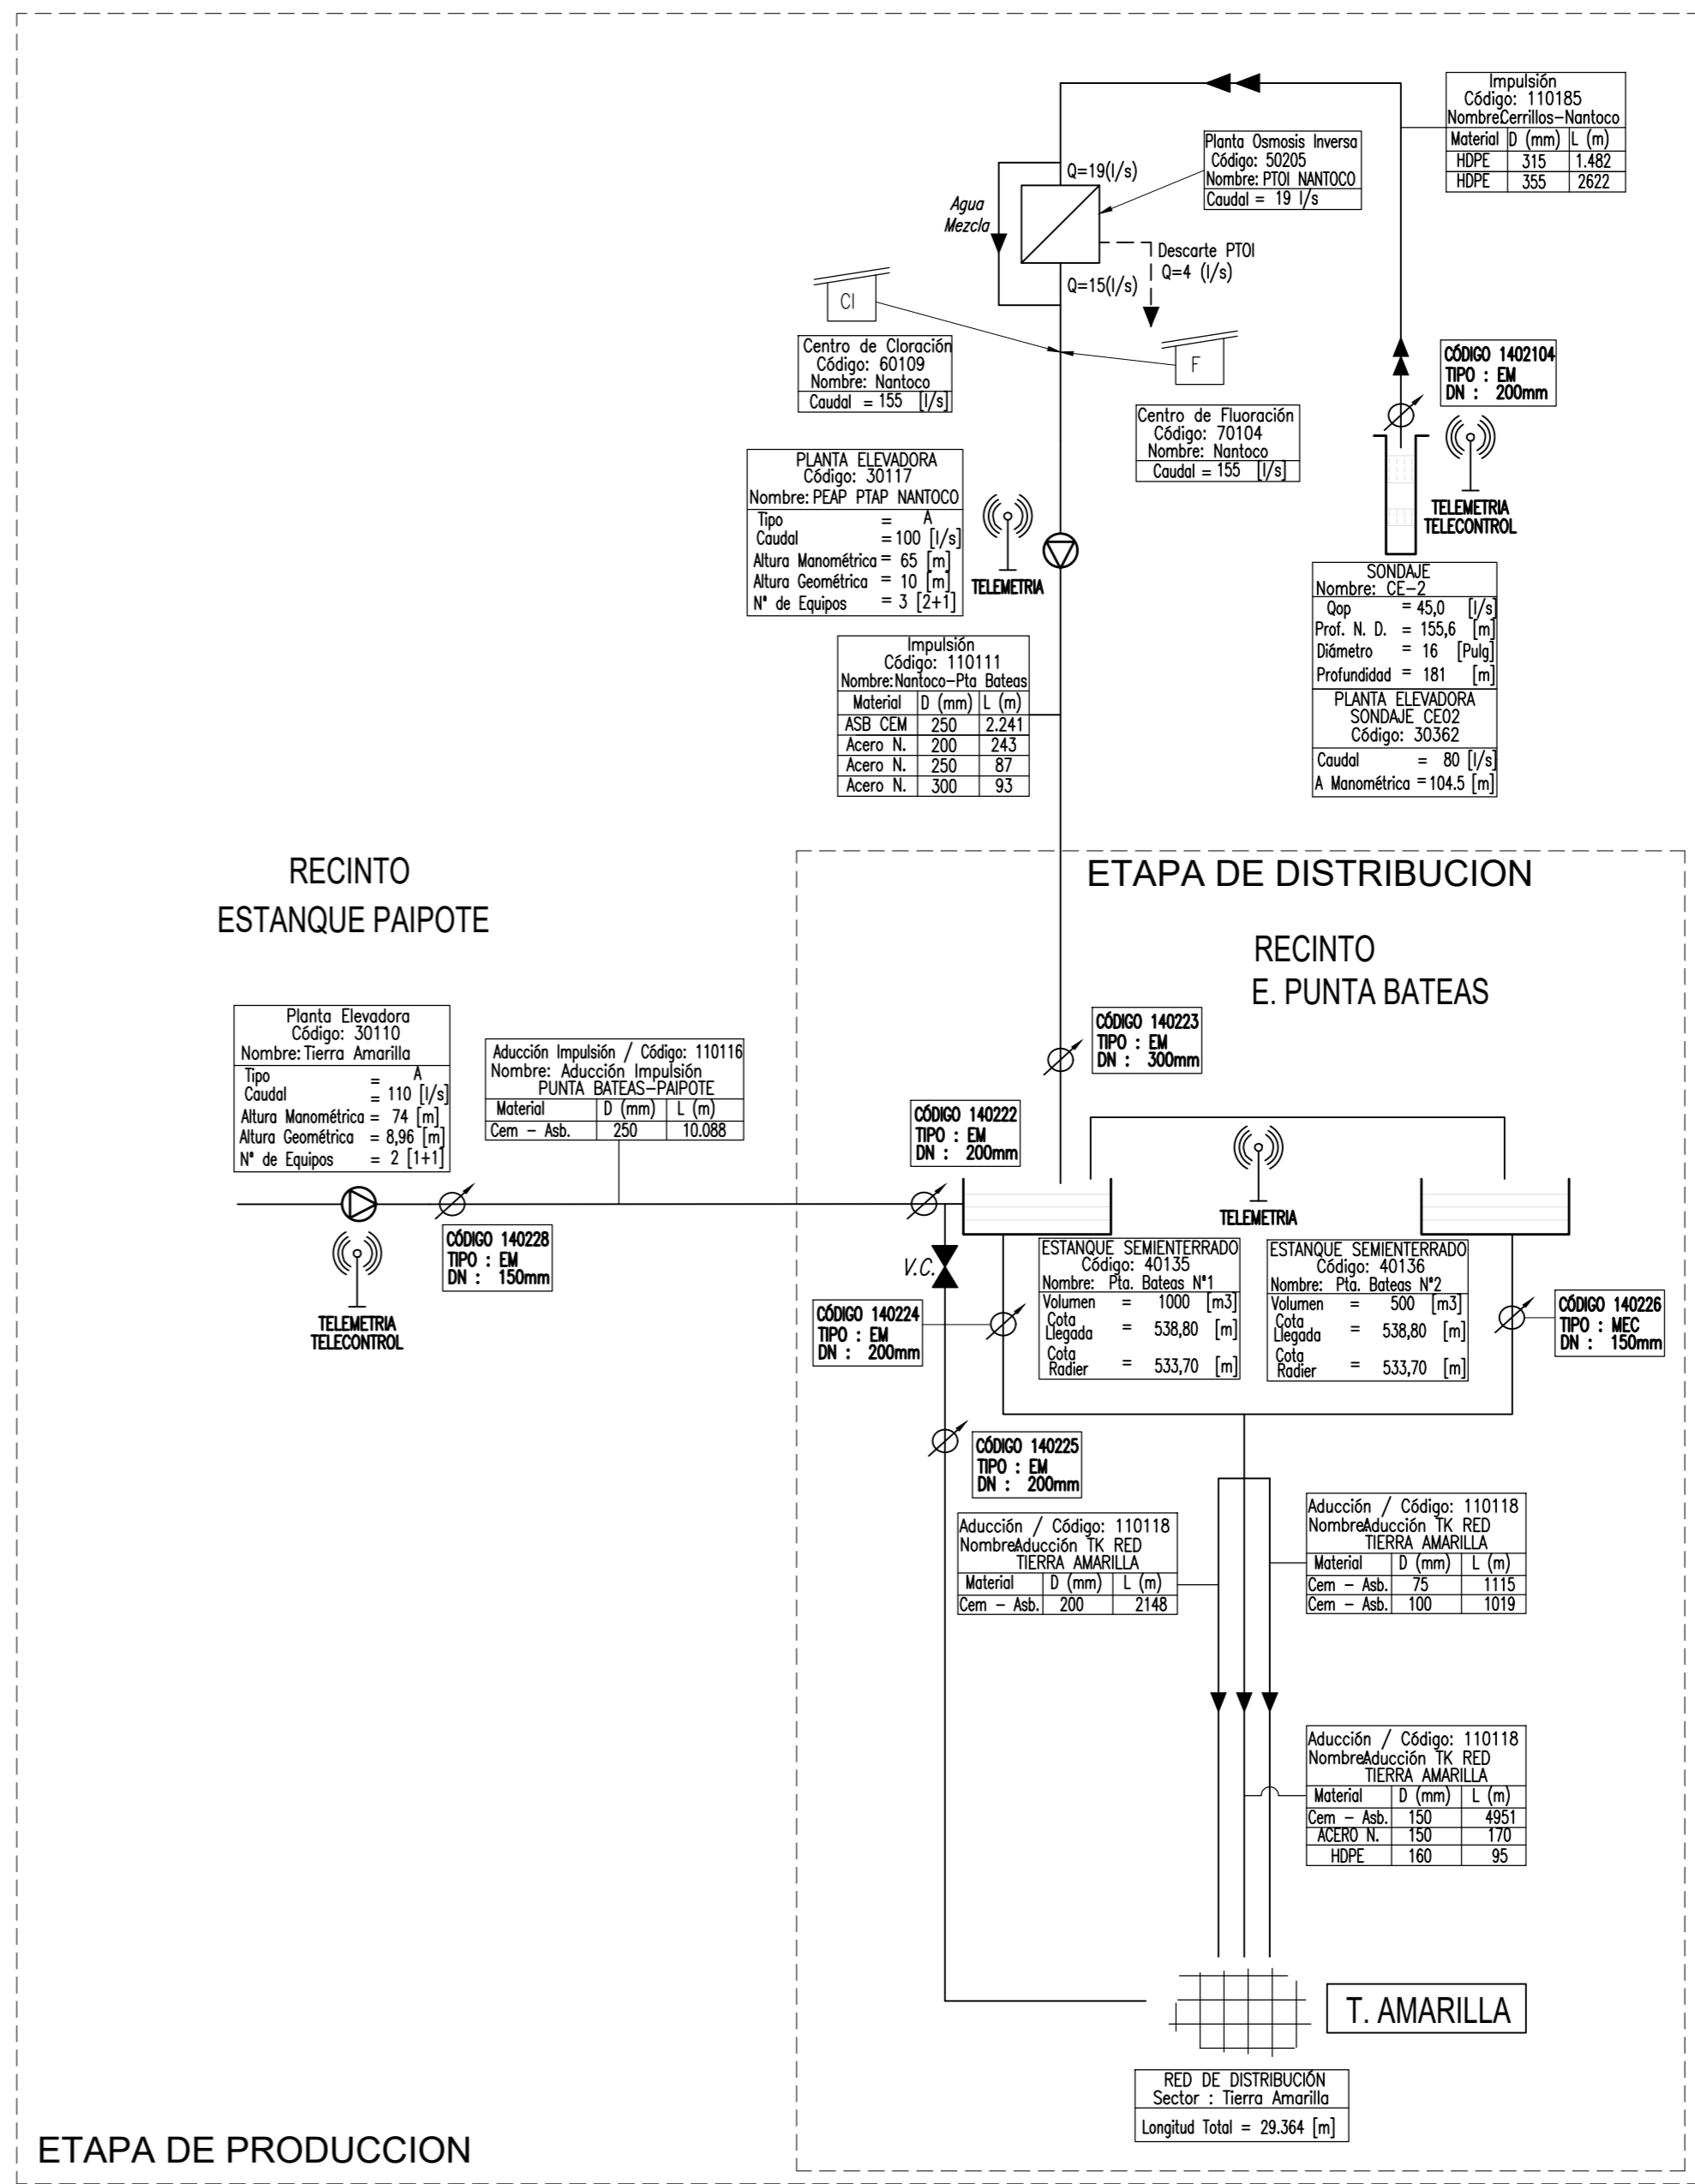 Impulsión
Código: 110185
Nombre:Cerrillos-Nantoco
Material D (mm) L (m)
HDPE 315 1.482
HDPE 355 2622
Planta Osmosis Inversa
Código: 50205
Nombre: PTOI NANTOCO
Caudal = 19 l/s
Q=19(l/s)
Agua
Mezcla
Descarte PTOI
Q=4 (l/s)
Q=15(l/s)
Cl
F
Centro de Cloración
Código: 60109
Nombre: Nantoco
Caudal = 155 [l/s]
CÓDIGO 1402104
TIPO : EM
DN : 200mm
Centro de Fluoración
Código: 70104
Nombre: Nantoco
Caudal = 155 [l/s]
TELEMETRIA
TELECONTROL
PLANTA ELEVADORA
Código: 30117
Nombre: PEAP PTAP NANTOCO
Tipo = A
Caudal = 100 [l/s]
Altura Manométrica = 65 [m]
Altura Geométrica = 10 [m]
N° de Equipos = 3 [2+1]
TELEMETRIA
SONDAJE
Nombre: CE-2
Qop = 45,0 [l/s]
Prof. N. D. = 155,6 [m]
Diámetro = 16 [Pulg]
Profundidad = 181 [m]
PLANTA ELEVADORA
SONDAJE CE02
Código: 30362
Caudal = 80 [l/s]
A Manométrica = 104.5 [m]
Impulsión
Código: 110111
Nombre: Nantoco-Pta Bateas
Material D (mm) L (m)
ASB CEM 250 2.241
Acero N. 200 243
Acero N. 250 87
Acero N. 300 93
RECINTO
ESTANQUE PAIPOTE
ETAPA DE DISTRIBUCION
RECINTO
E. PUNTA BATEAS
Planta Elevadora
Código: 30110
Nombre: Tierra Amarilla
Tipo = A
Caudal = 110 [l/s]
Altura Manométrica = 74 [m]
Altura Geométrica = 8,96 [m]
N° de Equipos = 2 [1+1]
Aducción Impulsión / Código: 110116
Nombre: Aducción Impulsión
PUNTA BATEAS-PAIPOTE
Material D (mm) L (m)
Cem - Asb. 250 10.088
CÓDIGO 140223
TIPO : EM
DN : 300mm
CÓDIGO 140222
TIPO : EM
DN : 200mm
TELEMETRIA
CÓDIGO 140228
TIPO : EM
DN : 150mm
TELEMETRIA
TELECONTROL
V.C.
ESTANQUE SEMIENTERRADO
Código: 40135
Nombre: Pta. Bateas N°1
Volumen = 1000 [m3]
Cota
Llegada = 538,80 [m]
Cota
Radier = 533,70 [m]
ESTANQUE SEMIENTERRADO
Código: 40136
Nombre: Pta. Bateas N°2
Volumen = 500 [m3]
Cota
Llegada = 538,80 [m]
Cota
Radier = 533,70 [m]
CÓDIGO 140224
TIPO : EM
DN : 200mm
CÓDIGO 140226
TIPO : MEC
DN : 150mm
CÓDIGO 140225
TIPO : EM
DN : 200mm
Aducción / Código: 110118
Nombre:Aducción TK RED
TIERRA AMARILLA
Material D (mm) L (m)
Cem - Asb. 200 2148
Aducción / Código: 110118
Nombre:Aducción TK RED
TIERRA AMARILLA
Material D (mm) L (m)
Cem - Asb. 75 1115
Cem - Asb. 100 1019
Aducción / Código: 110118
Nombre:Aducción TK RED
TIERRA AMARILLA
Material D (mm) L (m)
Cem - Asb. 150 4951
ACERO N. 150 170
HDPE 160 95
T. AMARILLA
RED DE DISTRIBUCIÓN
Sector : Tierra Amarilla
Longitud Total = 29.364 [m]
ETAPA DE PRODUCCION